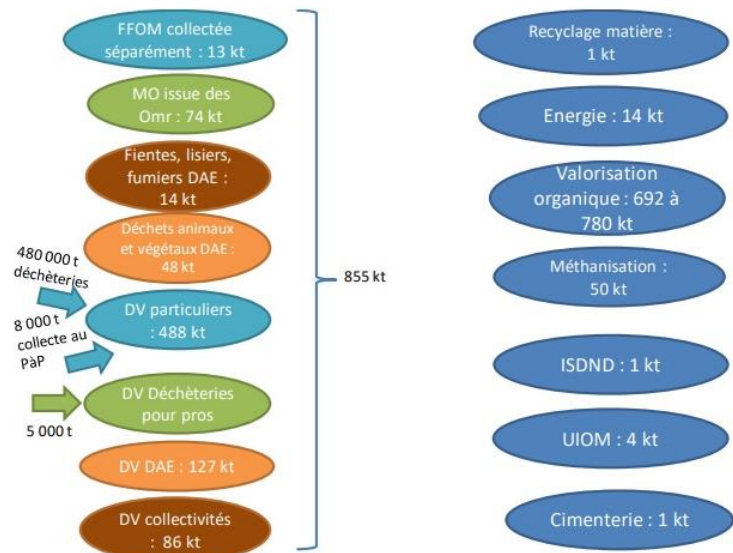 FFOM collectée
séparément : 13 kt
MO issue des
Omr : 74 kt
Fientes, lisiers,
fumiers DAE :
14 kt
Déchets animaux
et végétaux DAE :
48 kt
480 000 t
déchèteries
DV particuliers
: 488 kt
8 000 t
collecte au
PàP
DV Déchèteries
pour pros
5 000 t
DV DAE : 127 kt
DV collectivités
: 86 kt
855 kt
Recyclage matière :
1 kt
Energie : 14 kt
Valorisation
organique : 692 à
780 kt
Méthanisation :
50 kt
ISDND : 1 kt
UIOM : 4 kt
Cimenterie : 1 kt